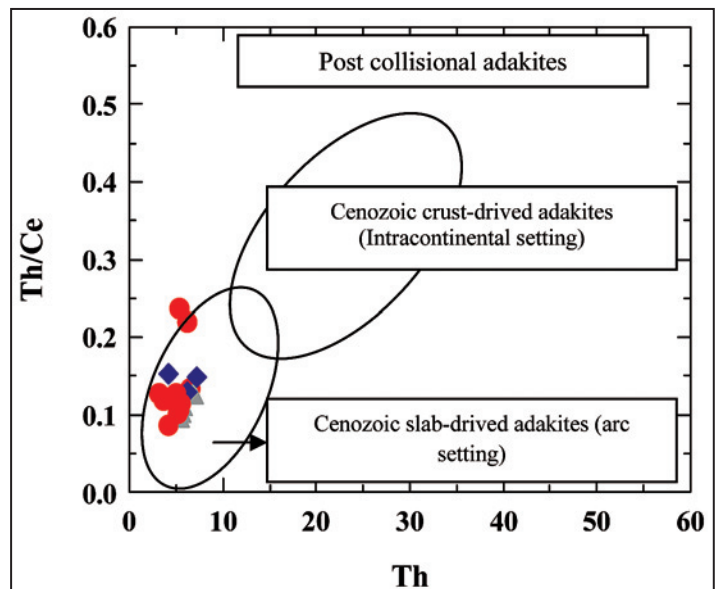 0.6
Post collisional adakites
0.5
0.4
Cenozoic crust-drived adakites
(Intracontinental setting)
Th/Ce
0.3
0.2
0.1
Cenozoic slab-drived adakites (arc
setting)
0.0
0 10 20 30 40 50 60
Th